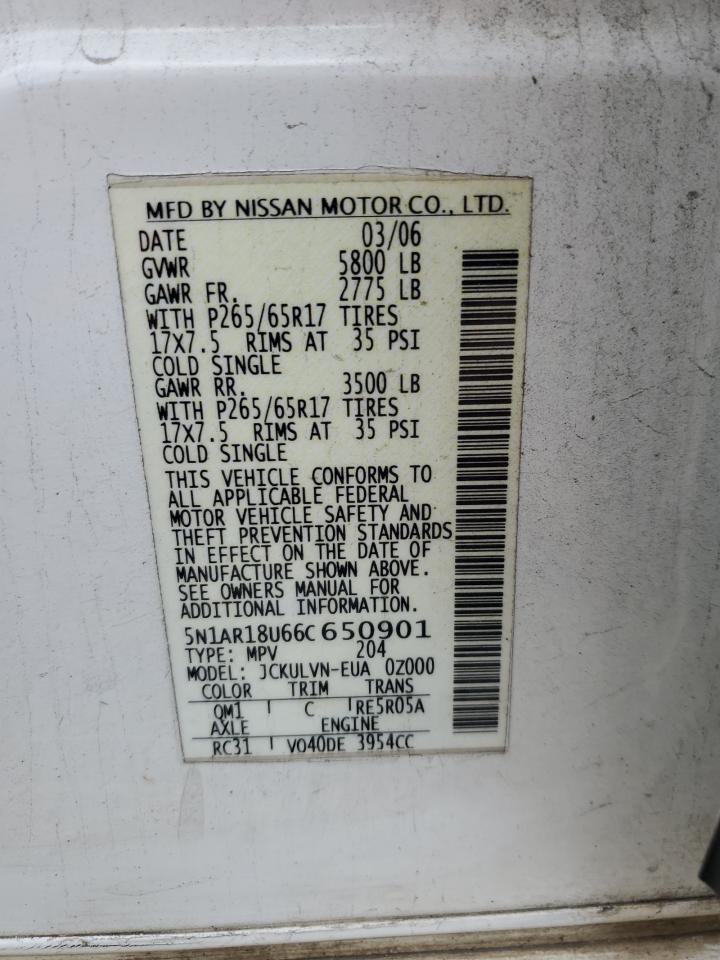 MFD BY NISSAN MOTOR CO., LTD.
DATE 03/06
GVWR 5800 LB
GAWR FR. 2775 LB
WITH P265/65R17 TIRES
17X7.5 RIMS AT 35 PSI
COLD SINGLE
GAWR RR. 3500 LB
WITH P265/65R17 TIRES
17X7.5 RIMS AT 35 PSI
COLD SINGLE
THIS VEHICLE CONFORMS TO
ALL APPLICABLE FEDERAL
MOTOR VEHICLE SAFETY AND
THEFT PREVENTION STANDARDS
IN EFFECT ON THE DATE OF
MANUFACTURE SHOWN ABOVE.
SEE OWNERS MANUAL FOR
ADDITIONAL INFORMATION.
5N1AR18U66C650901
TYPE: MPV 204
MODEL: JCKULVN-EUA 0Z000
COLOR TRIM TRANS
QM1 C RE5R05A
AXLE ENGINE
RC31 VO40DE 3954CC